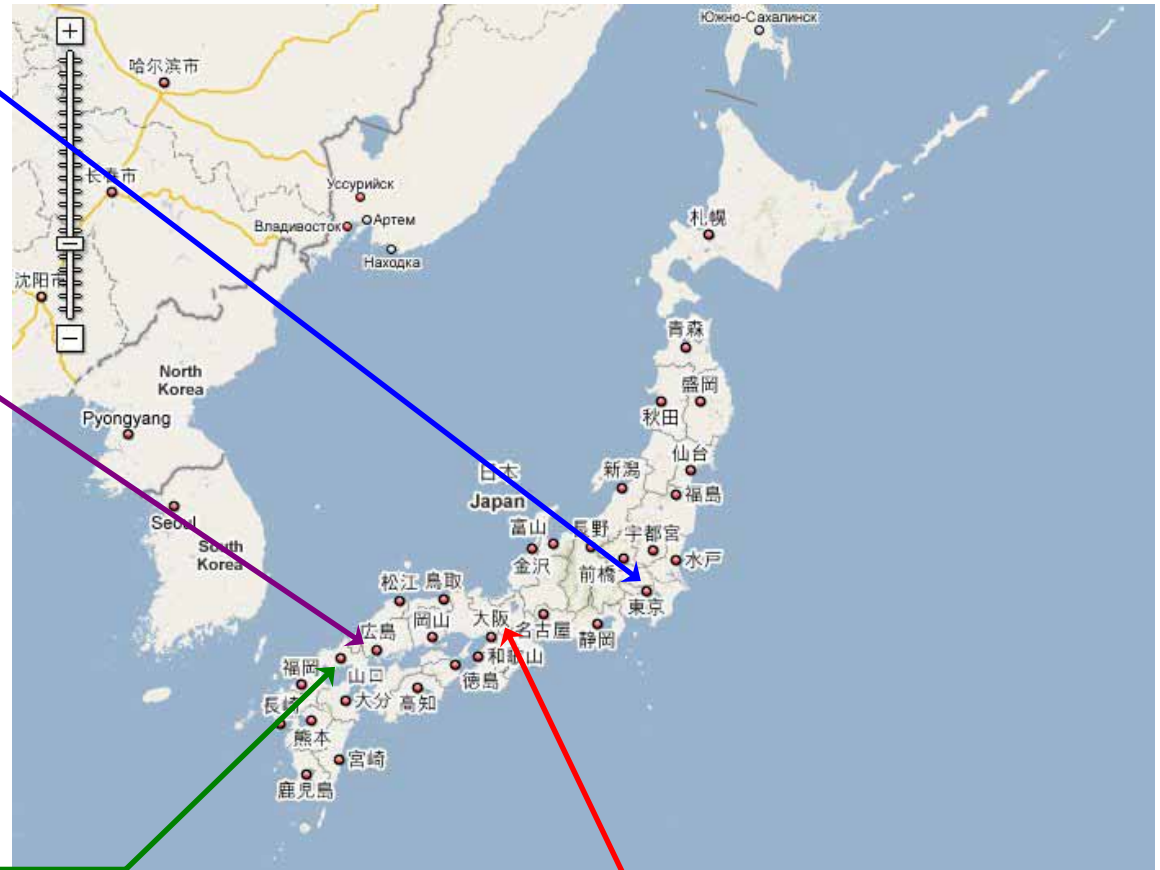 +
Южно-Сахалинск
哈尔滨市
长春市
Уссурийск
Владивосток
Артем
Находка
札幌
沈阳市
−
青森
North
Korea
盛岡
秋田
Pyongyang
仙台
日本
Japan
新潟
福島
Seoul
South
Korea
富山
長野
宇都宮
水戸
金沢
前橋
東京
松江
鳥取
岡山
大阪
名古屋
静岡
広島
和歌山
福岡
山口
徳島
長崎
大分
高知
熊本
宮崎
鹿児島